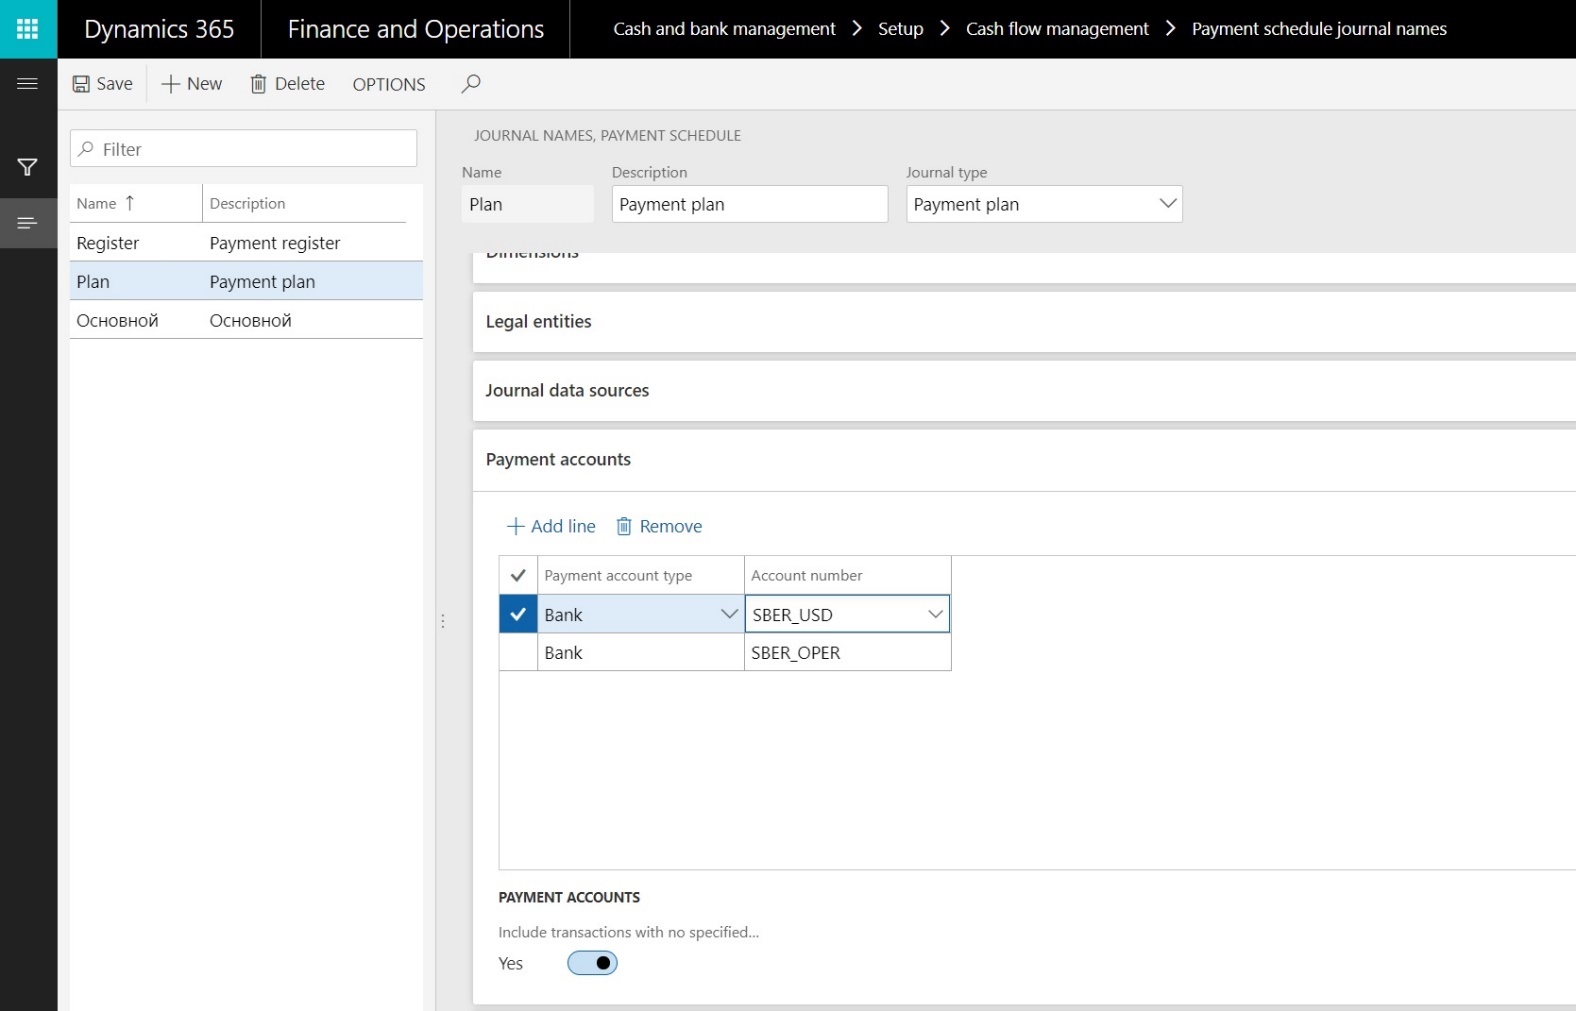 Dynamics 365
Finance and Operations
Cash and bank management > Setup > Cash flow management > Payment schedule journal names
Save
New
Delete
OPTIONS
Filter
Name Description
Register Payment register
Plan Payment plan
Основной Основной
JOURNAL NAMES, PAYMENT SCHEDULE
Name Description Journal type
Plan Payment plan Payment plan
Dimensions
Legal entities
Journal data sources
Payment accounts
Add line Remove
Payment account type Account number
Bank SBER_USD
Bank SBER_OPER
PAYMENT ACCOUNTS
Include transactions with no specified...
Yes